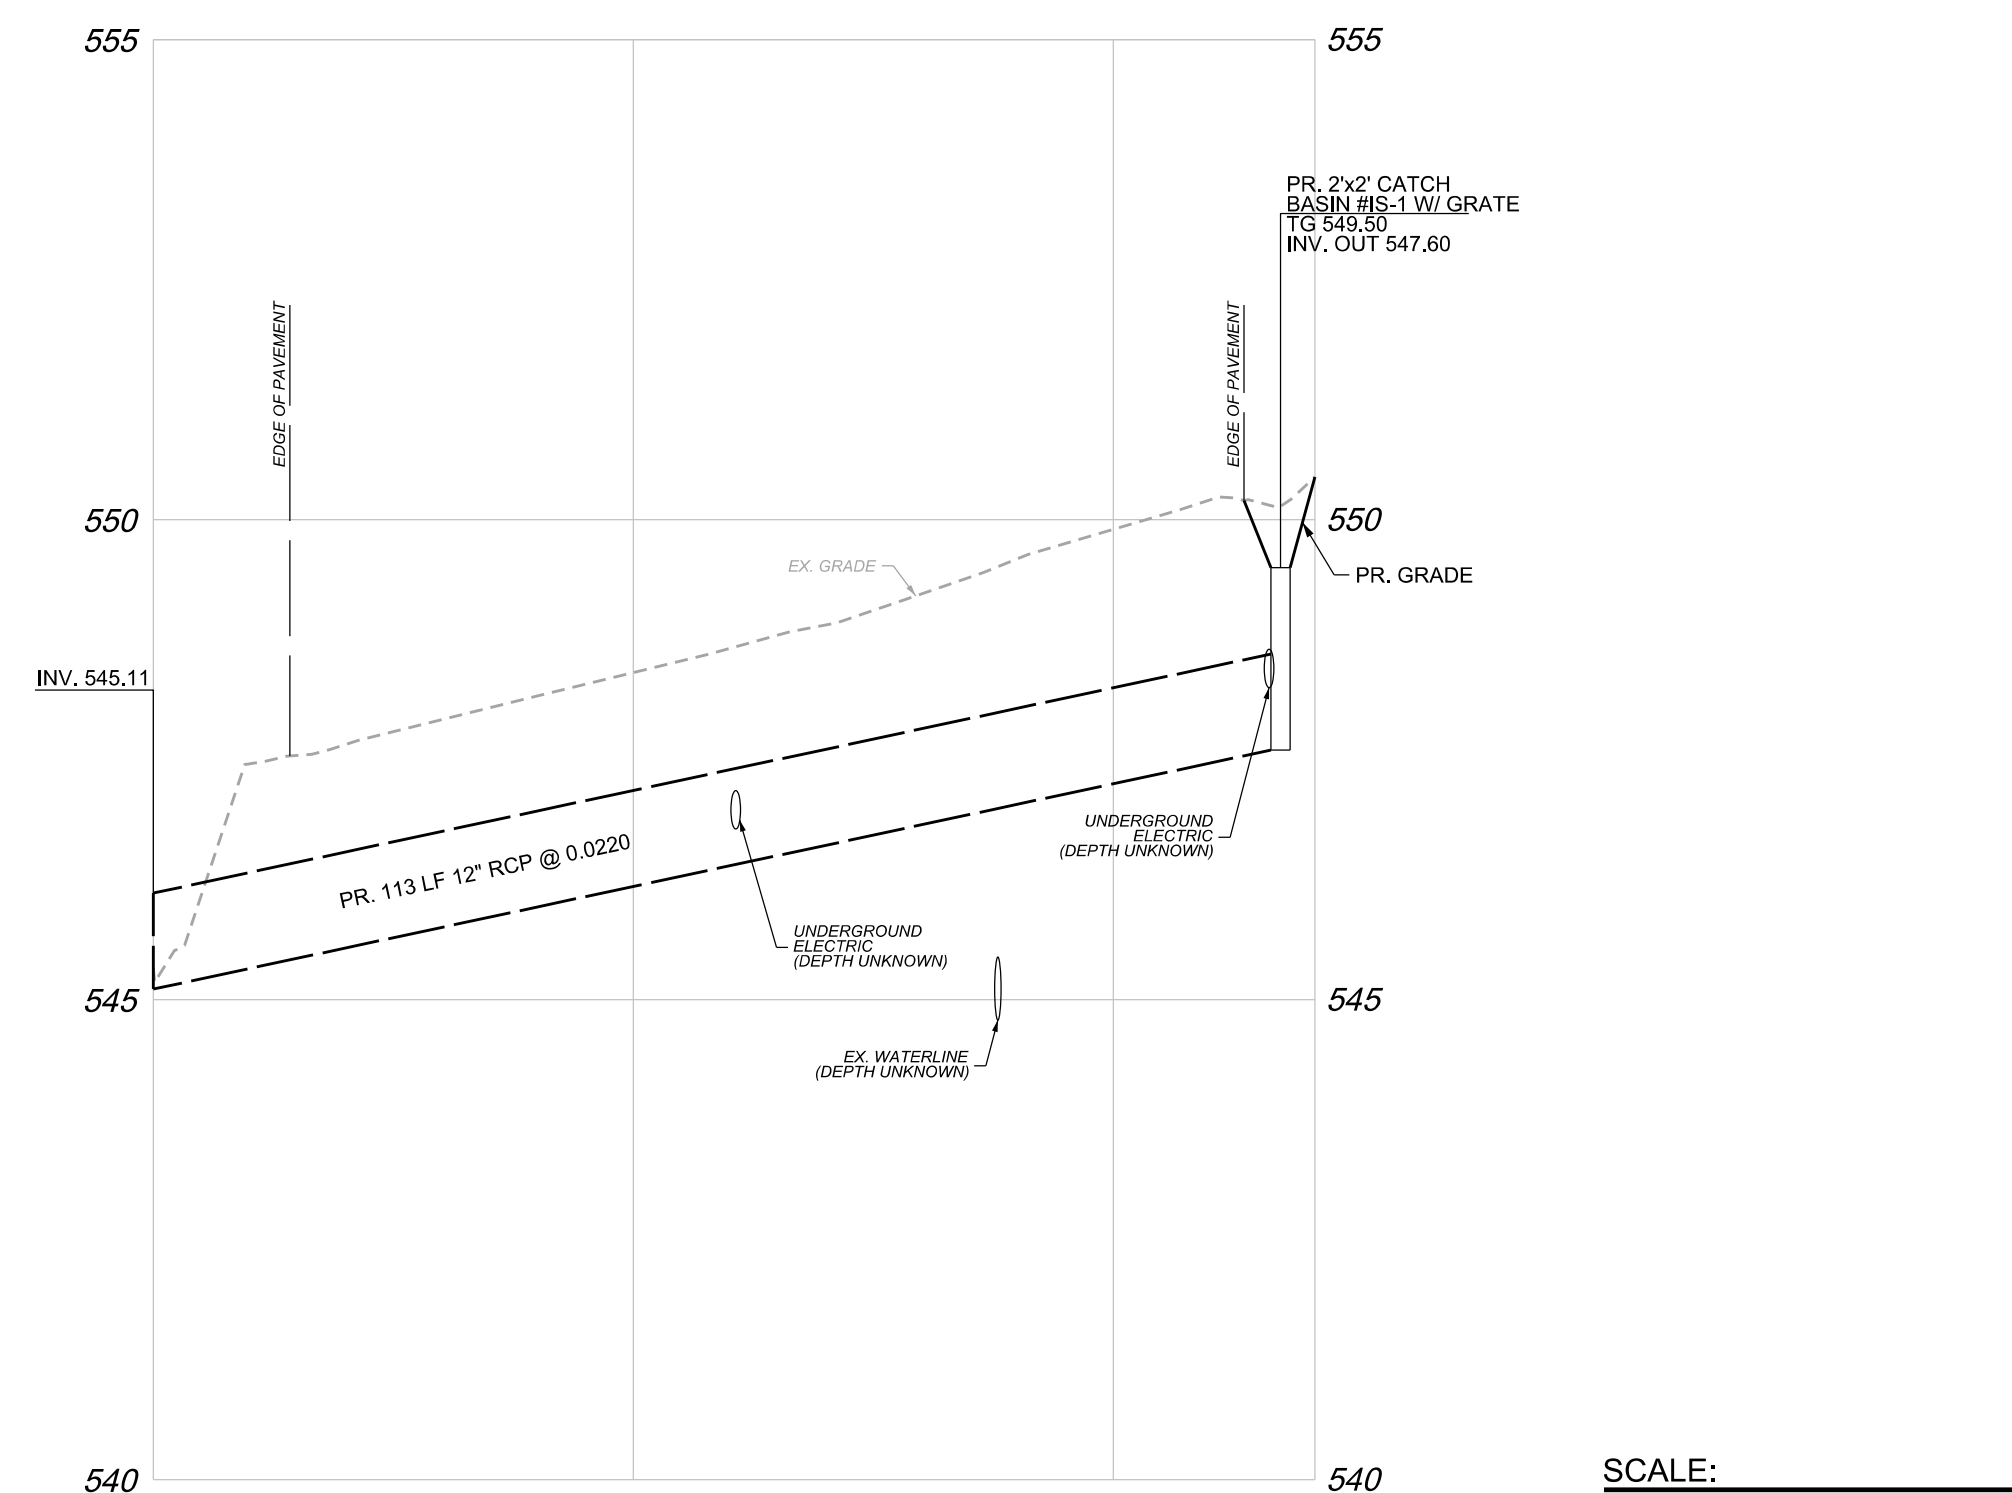 555
555
PR. 2'x2' CATCH
BASIN #IS-1 W/ GRATE
TG 549.50
INV. OUT 547.60
EDGE OF PAVEMENT
EDGE OF PAVEMENT
550
550
EX. GRADE
PR. GRADE
INV. 545.11
PR. 113 LF 12" RCP @ 0.0220
UNDERGROUND
ELECTRIC
(DEPTH UNKNOWN)
UNDERGROUND
ELECTRIC
(DEPTH UNKNOWN)
545
545
EX. WATERLINE
(DEPTH UNKNOWN)
540
540
SCALE: